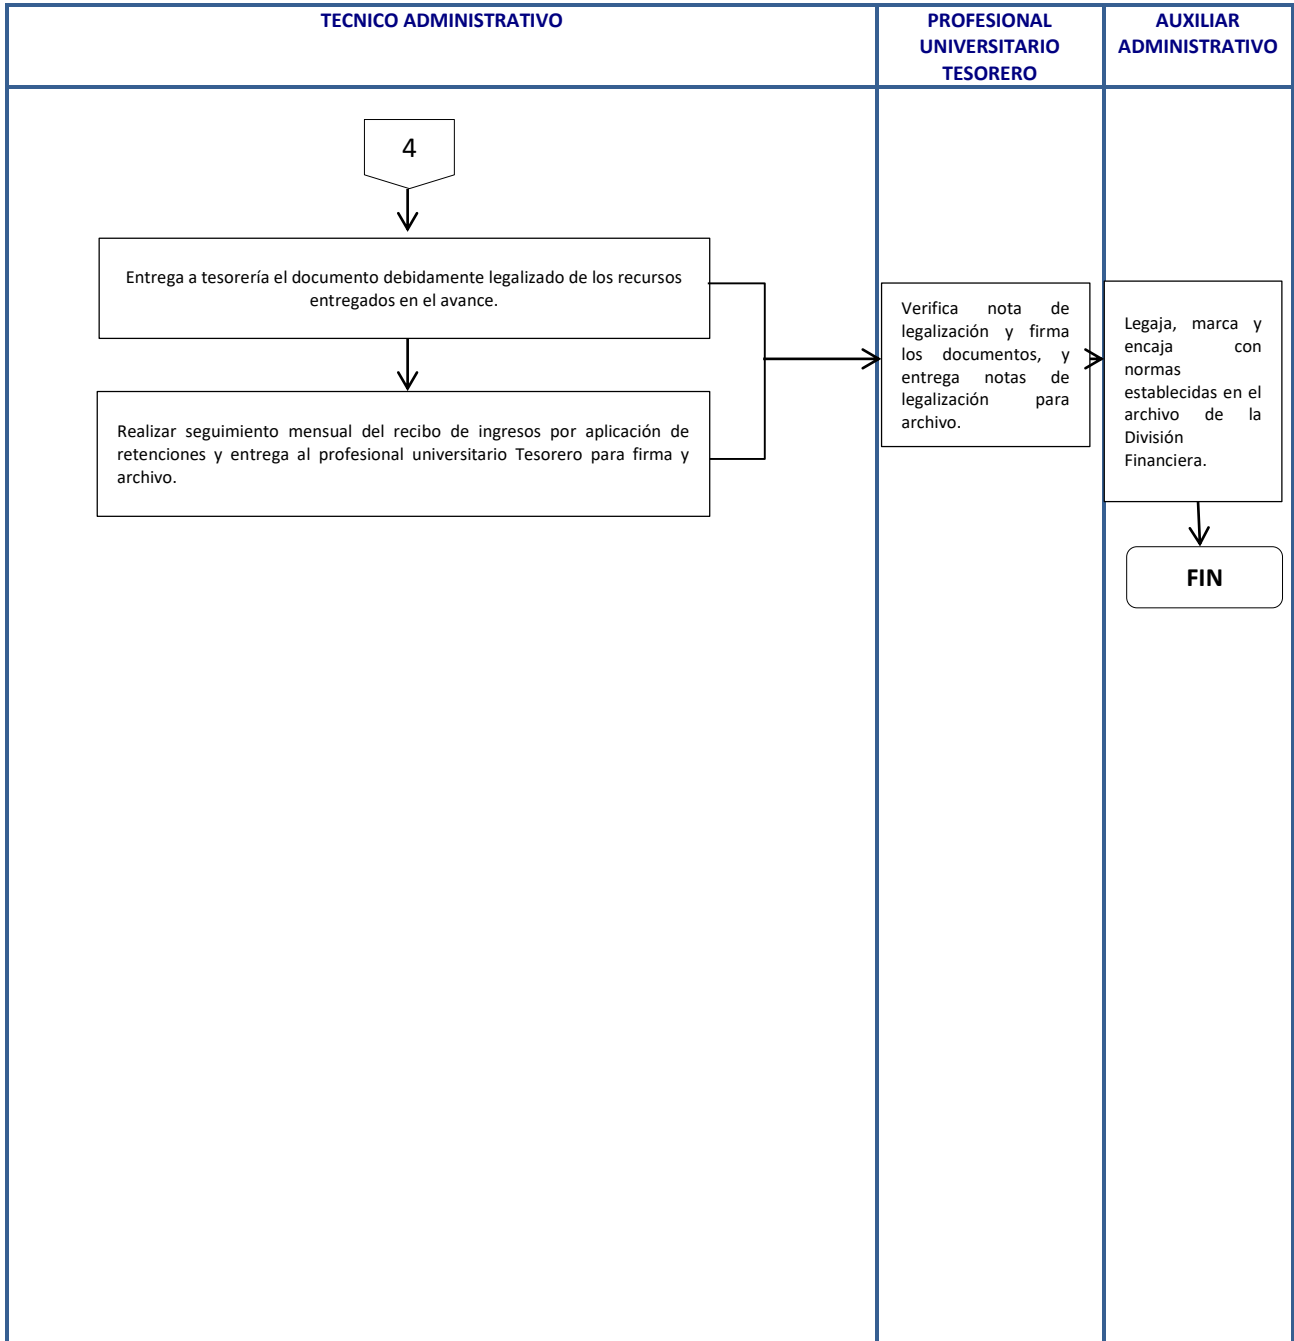 TECNICO ADMINISTRATIVO
PROFESIONAL
UNIVERSITARIO
TESORERO
AUXILIAR
ADMINISTRATIVO
4
Entrega a tesorería el documento debidamente legalizado de los recursos
entregados en el avance.
Realizar seguimiento mensual del recibo de ingresos por aplicación de
retenciones y entrega al profesional universitario Tesorero para firma y
archivo.
Verifica nota de
legalización y firma
los documentos, y
entrega notas de
legalización para
archivo.
Legaja, marca y
encaja con
normas
establecidas en el
archivo de la
División
Financiera.
FIN